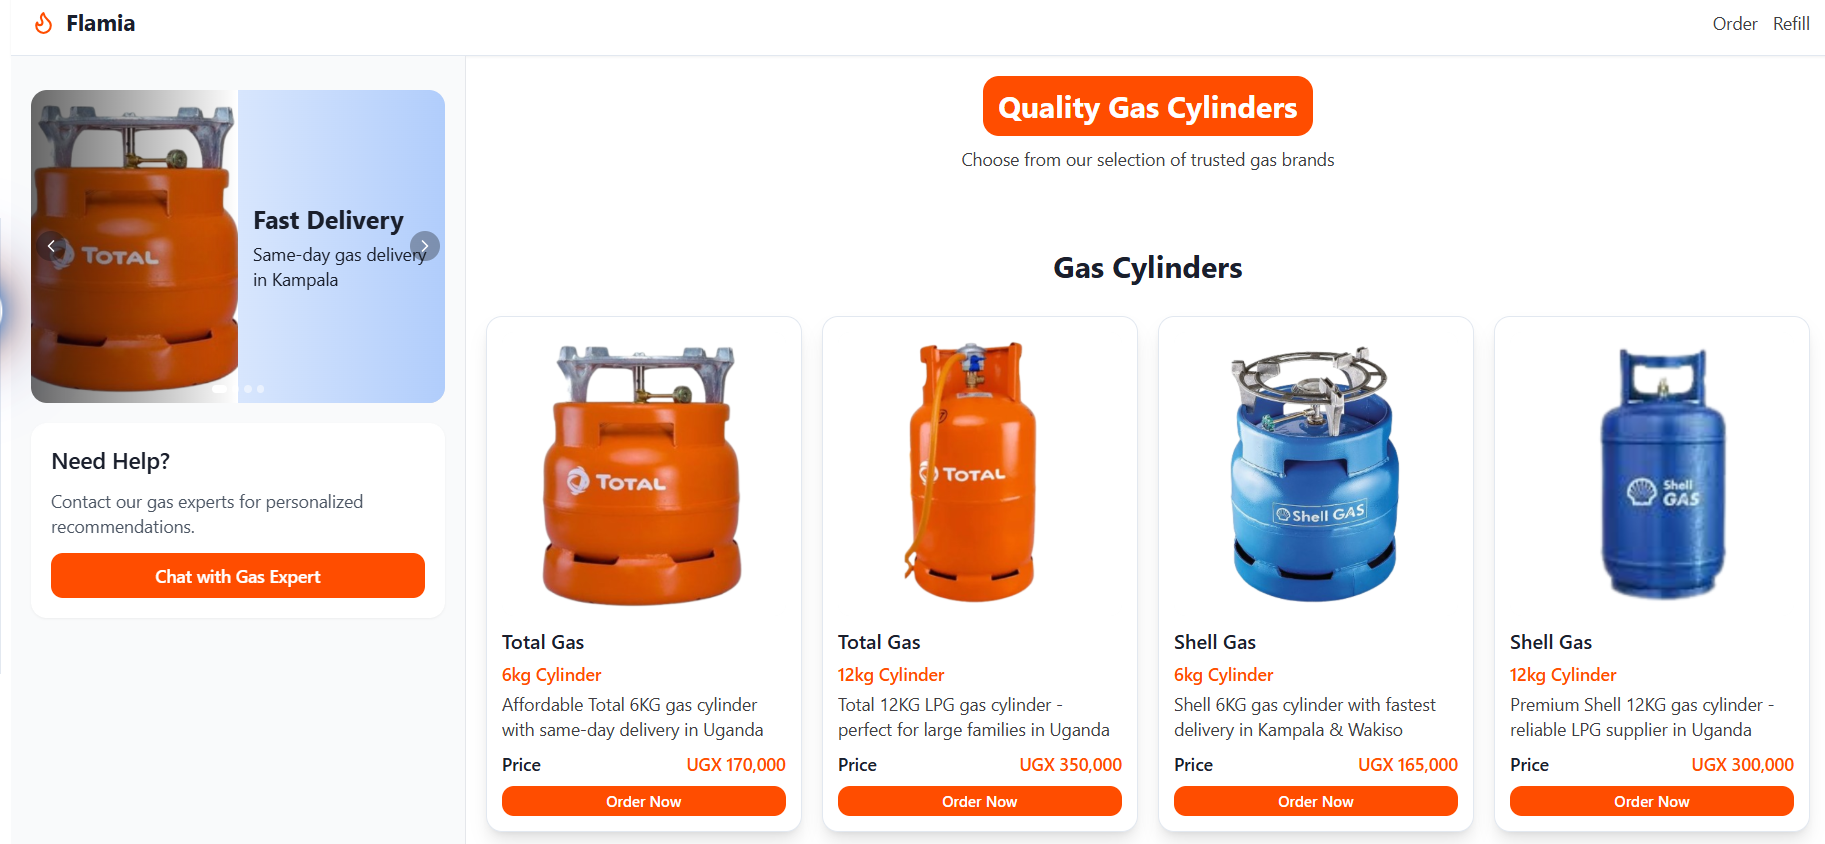 Flamia
Order Refill
TOTAL
Fast Delivery
Same-day gas delivery
in Kampala
Need Help?
Contact our gas experts for personalized
recommendations.
Chat with Gas Expert
Quality Gas Cylinders
Choose from our selection of trusted gas brands
Gas Cylinders
TOTAL
Total Gas
6kg Cylinder
Affordable Total 6KG gas cylinder
with same-day delivery in Uganda
Price UGX 170,000
Order Now
TOTAL
Total Gas
12kg Cylinder
Total 12KG LPG gas cylinder -
perfect for large families in Uganda
Price UGX 350,000
Order Now
Shell GAS
Shell Gas
6kg Cylinder
Shell 6KG gas cylinder with fastest
delivery in Kampala & Wakiso
Price UGX 165,000
Order Now
Shell
GAS
Shell Gas
12kg Cylinder
Premium Shell 12KG gas cylinder -
reliable LPG supplier in Uganda
Price UGX 300,000
Order Now